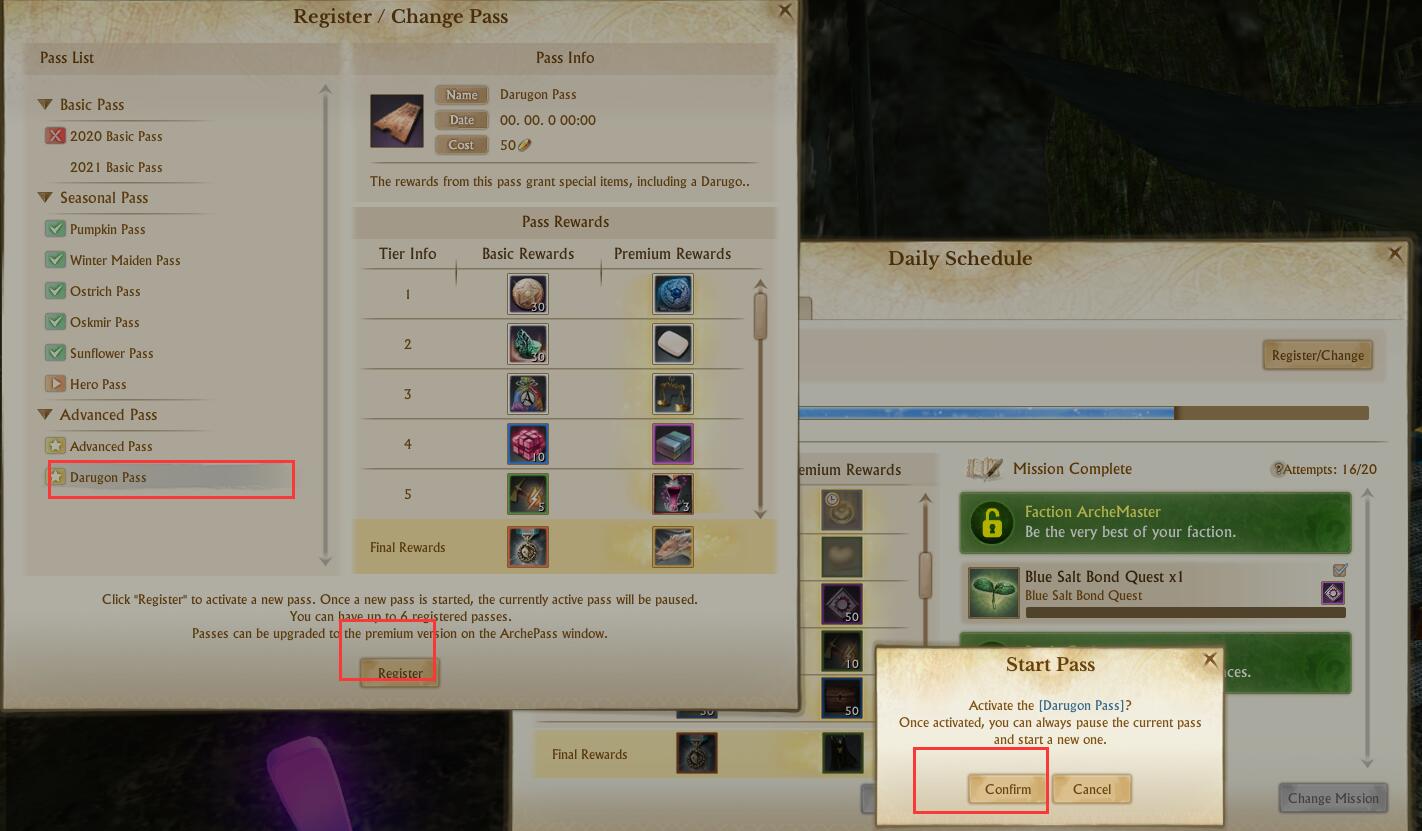 Register / Change Pass
Pass List
Basic Pass
2020 Basic Pass
2021 Basic Pass
Seasonal Pass
Pumpkin Pass
Winter Maiden Pass
Ostrich Pass
Oskmir Pass
Sunflower Pass
Hero Pass
Advanced Pass
Advanced Pass
Darugon Pass
Pass Info
Name Darugon Pass
Date 00. 00. 0 00:00
Cost 50
The rewards from this pass grant special items, including a Darugo..
Pass Rewards
Tier Info Basic Rewards Premium Rewards
1 30
2 30
3
4 10
5 5 3
Final Rewards
Click "Register" to activate a new pass. Once a new pass is started, the currently active pass will be paused.
You can have up to 6 registered passes.
Passes can be upgraded to the premium version on the ArchePass window.
Register
Daily Schedule
Register/Change
emium Rewards
50
10
50
Final Rewards
Mission Complete
Attempts: 16/20
Faction ArcheMaster
Be the very best of your faction.
Blue Salt Bond Quest x1
Blue Salt Bond Quest
ces.
Start Pass
Activate the [Darugon Pass]?
Once activated, you can always pause the current pass
and start a new one.
Confirm Cancel
Change Mission